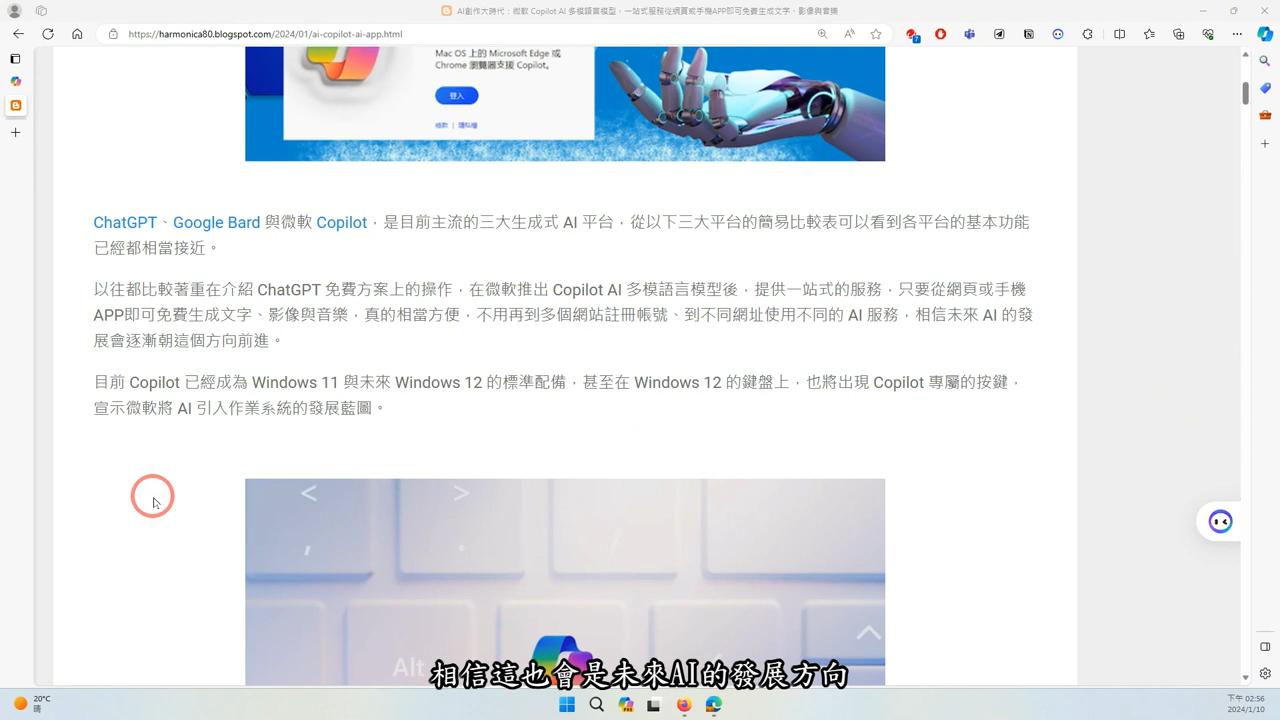 AI創作大時代：微軟 Copilot AI 多模語言模型，一站式服務從網頁或手機APP即可免費生成文字、影像與音樂
https://harmonica80.blogspot.com/2024/01/ai-copilot-ai-app.html
7
Mac OS 上的 Microsoft Edge 或
Chrome 瀏覽器支援 Copilot。
登入
條款 | 隱私權
ChatGPT、Google Bard 與微軟 Copilot，是目前主流的三大生成式 AI 平台，從以下三大平台的簡易比較表可以看到各平台的基本功能
已經都相當接近。
以往都比較著重在介紹 ChatGPT 免費方案上的操作，在微軟推出 Copilot AI 多模語言模型後，提供一站式的服務，只要從網頁或手機
APP即可免費生成文字、影像與音樂，真的相當方便，不用再到多個網站註冊帳號、到不同網址使用不同的 AI 服務，相信未來 AI 的發
展會逐漸朝這個方向前進。
目前 Copilot 已經成為 Windows 11 與未來 Windows 12 的標準配備，甚至在 Windows 12 的鍵盤上，也將出現 Copilot 專屬的按鍵，
宣示微軟將 AI 引入作業系統的發展藍圖。
< >
, . /
Alt
相信這也會是未來AI的發展方向
20°C
晴
下午 02:56
2024/1/10